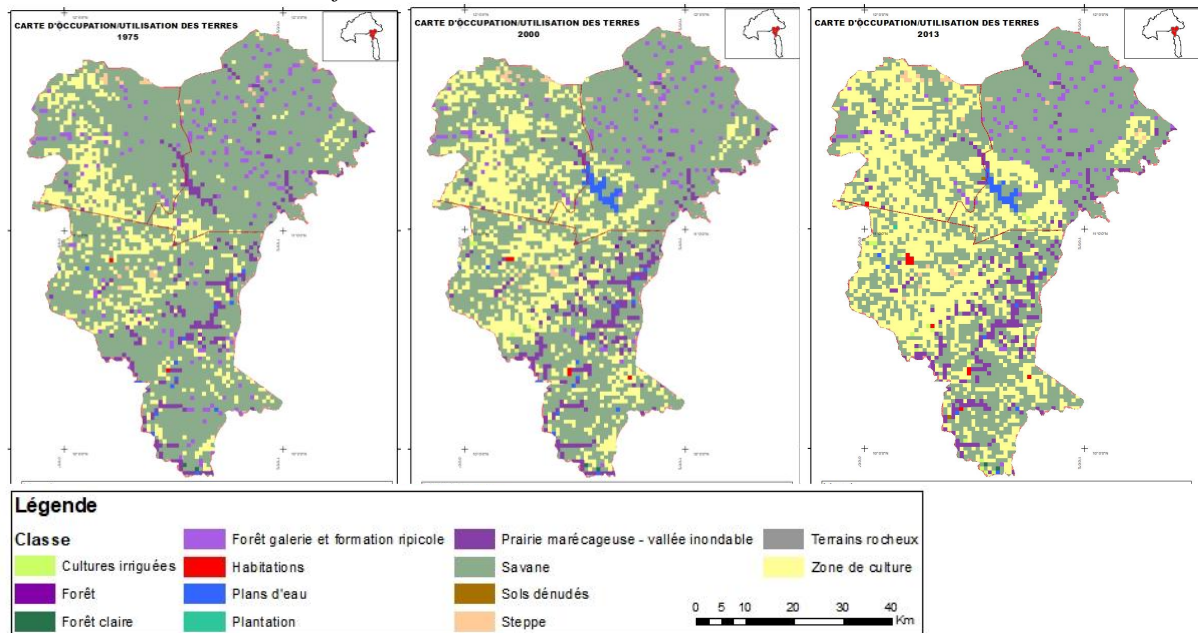 CARTE D'OCCUPATION/UTILISATION DES TERRES
1975
CARTE D'OCCUPATION/UTILISATION DES TERRES
2000
CARTE D'OCCUPATION/UTILISATION DES TERRES
2013
Légende
Classe
Cultures irriguées
Forêt
Forêt claire
Forêt galerie et formation ripicole
Habitations
Plans d'eau
Plantation
Prairie marécageuse - vallée inondable
Savane
Sols dénudés
Steppe
Terrains rocheux
Zone de culture
0 5 10 20 30 40
Km